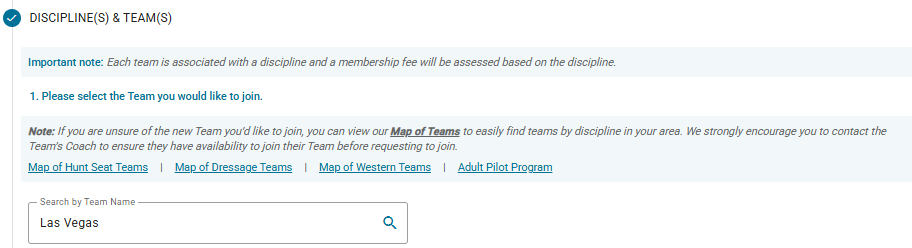 DISCIPLINE(S) & TEAM(S)
Important note: Each team is associated with a discipline and a membership fee will be assessed based on the discipline.
1. Please select the Team you would like to join.
Note: If you are unsure of the new Team you'd like to join, you can view our Map of Teams to easily find teams by discipline in your area. We strongly encourage you to contact the
Team's Coach to ensure they have availability to join their Team before requesting to join.
Map of Hunt Seat Teams | Map of Dressage Teams | Map of Western Teams | Adult Pilot Program
Search by Team Name
Las Vegas